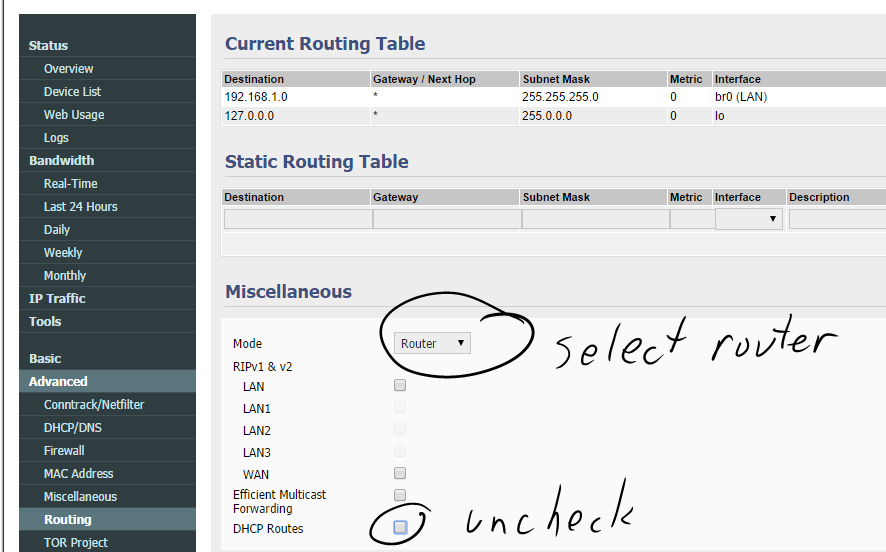 Status
Overview
Device List
Web Usage
Logs
Bandwidth
Real-Time
Last 24 Hours
Daily
Weekly
Monthly
IP Traffic
Tools
Basic
Advanced
Conntrack/Netfilter
DHCP/DNS
Firewall
MAC Address
Miscellaneous
Routing
TOR Project
Current Routing Table
Destination Gateway / Next Hop Subnet Mask Metric Interface
192.168.1.0 * 255.255.255.0 0 br0 (LAN)
127.0.0.0 * 255.0.0.0 0 lo
Static Routing Table
Destination Gateway Subnet Mask Metric Interface Description
Miscellaneous
Mode Router select router
RIPv1 & v2
LAN
LAN1
LAN2
LAN3
WAN
Efficient Multicast
Forwarding
DHCP Routes uncheck